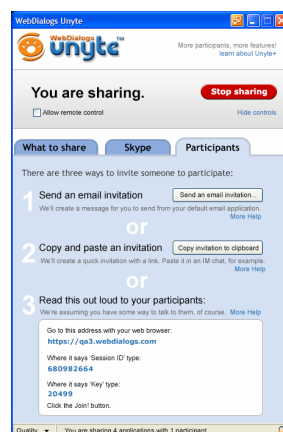 WebDialogs Unyte
WebDialogs
unyte
More participants, more features!
learn about Unyte+
You are sharing.
Stop sharing
Allow remote control
Hide controls
What to share
Skype
Participants
There are three ways to invite someone to participate:
1
Send an email invitation
Send an email invitation...
We'll create a message for you to send from your default email application.
More Help
or
2
Copy and paste an invitation
Copy invitation to clipboard
We'll create a quick invitation with a link. Paste it in an IM chat, for example.
More Help
or
3
Read this out loud to your participants:
We're assuming you have some way to talk to them, of course. More Help
Go to this address with your web browser:
https://qa3.webdialogs.com
Where it says 'Session ID' type:
680982664
Where it says 'Key' type:
20499
Click the Join! button.
Quality
You are sharing 4 applications with 1 participant